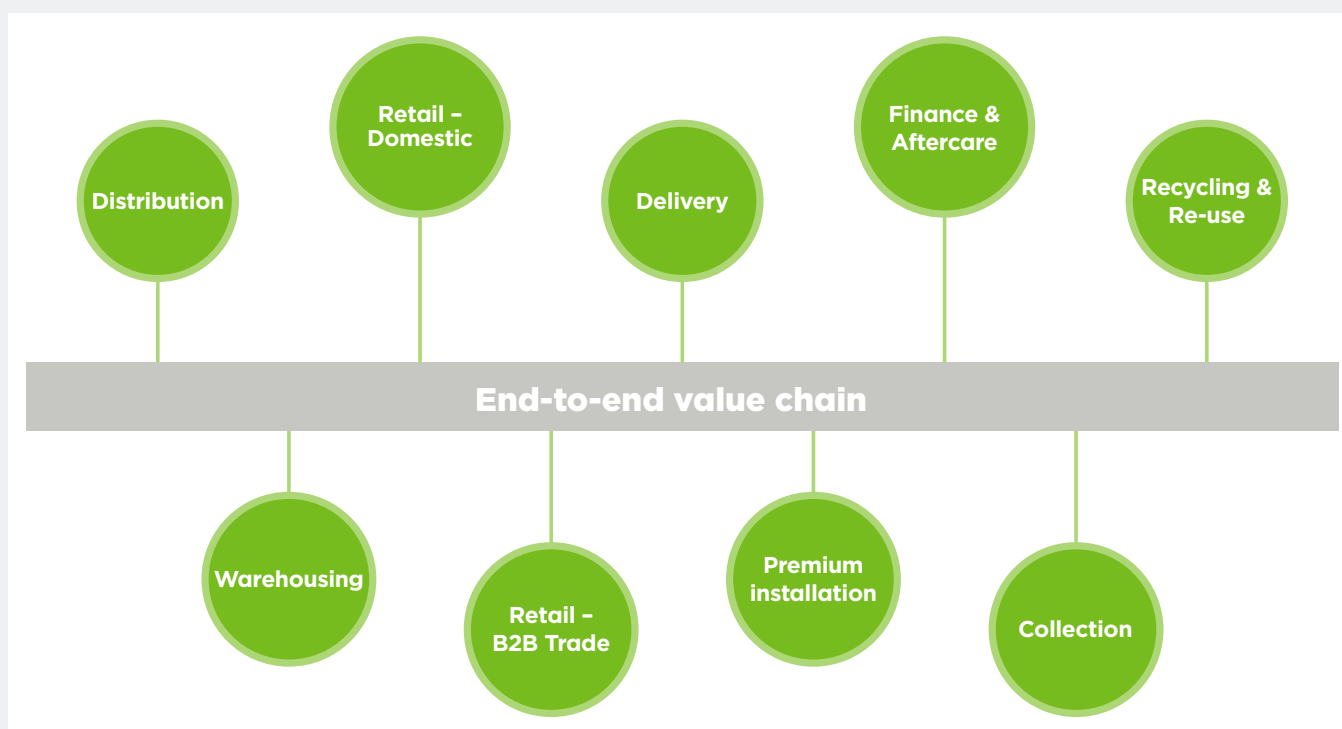 Retail –
Domestic
Finance &
Aftercare
Distribution
Delivery
Recycling &
Re-use
End-to-end value chain
Warehousing
Premium
installation
Retail –
B2B Trade
Collection